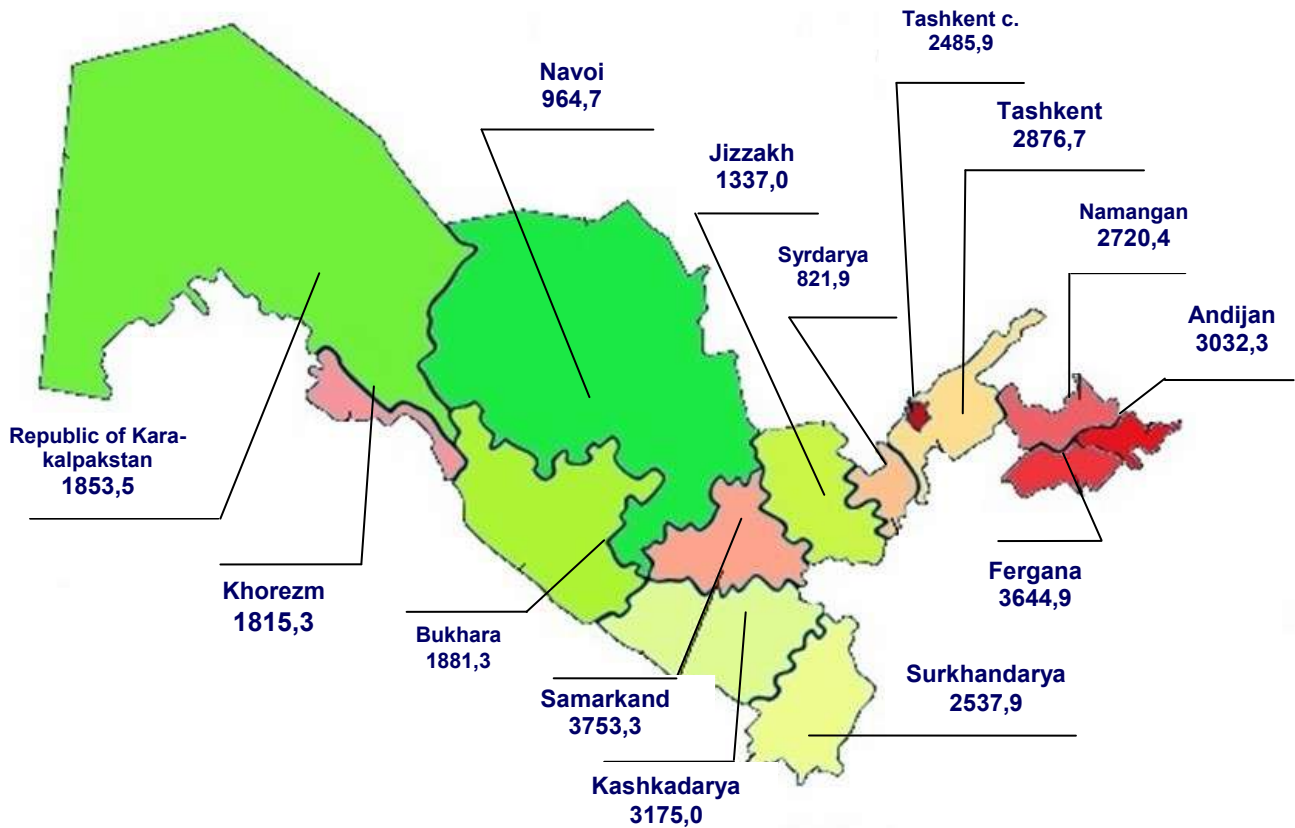 Tashkent c.
2485,9
Navoi
964,7
Tashkent
2876,7
Jizzakh
1337,0
Namangan
2720,4
Syrdarya
821,9
Andijan
3032,3
Republic of Kara-
kalpakstan
1853,5
Khorezm
1815,3
Fergana
3644,9
Bukhara
1881,3
Samarkand
3753,3
Surkhandarya
2537,9
Kashkadarya
3175,0